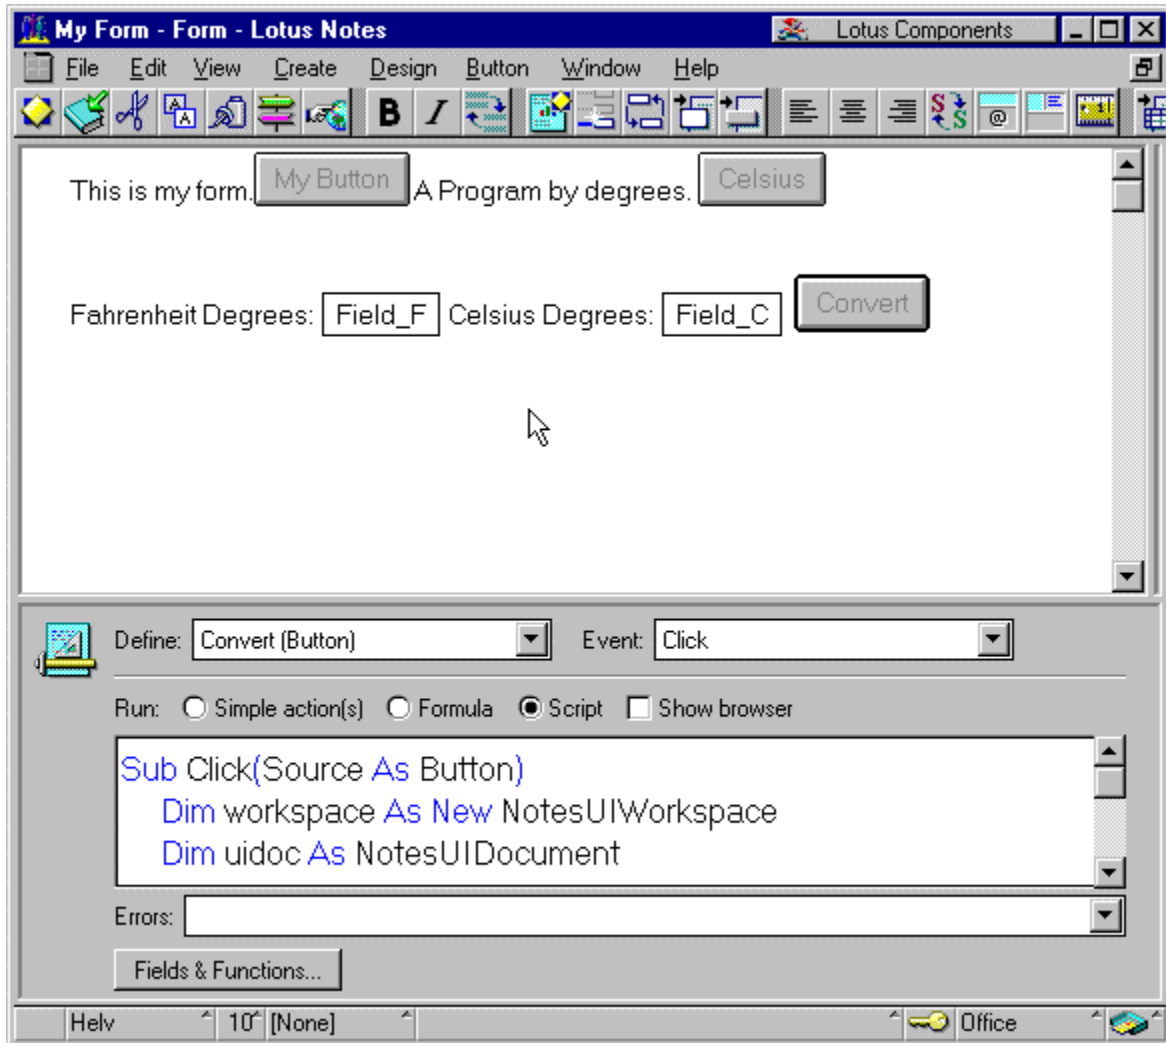 My Form - Form - Lotus Notes Lotus Components
File Edit View Create Design Button Window Help
B I S S @
This is my form. My Button A Program by degrees. Celsius
Fahrenheit Degrees: Field_F Celsius Degrees: Field_C Convert
Define: Convert (Button) Event: Click
Run: Simple action(s) Formula Script Show browser
Sub Click(Source As Button)
Dim workspace As New NotesUIWorkspace
Dim uidoc As NotesUIDocument
Errors:
Fields & Functions...
Helv 10 [None] Office